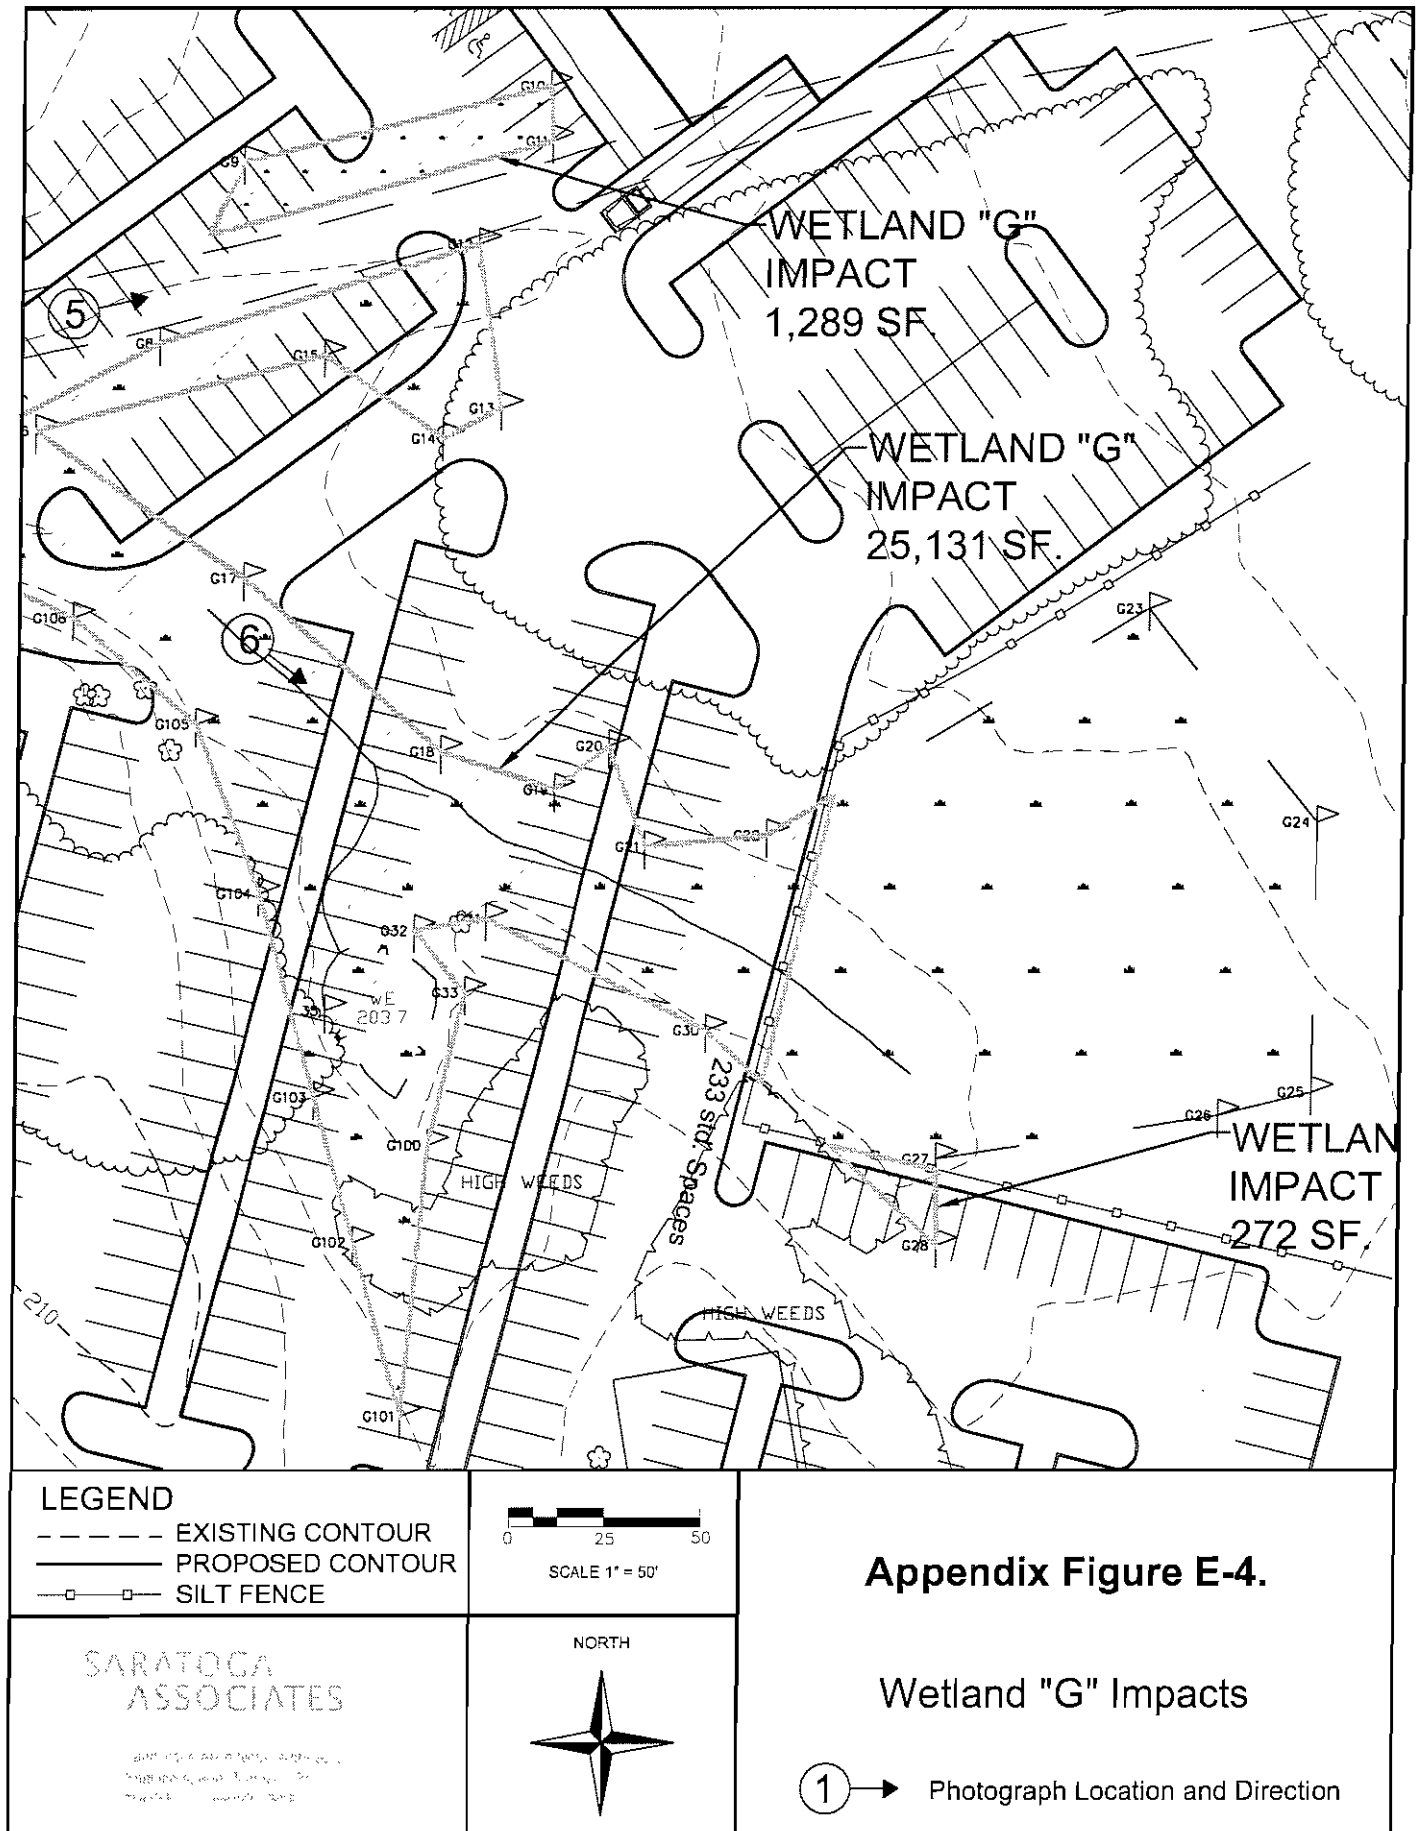 G10
G11
G9
G12
WETLAND "G"
IMPACT
1,289 SF.
5
G8
G15
G13
G14
WETLAND "G"
IMPACT
25,131 SF.
6
G17
G106
G23
6
G105
G18
G20
G19
G24
G21
G22
G104
G32
G33
WE
203 7
G30
233 std. Spaces
G103
G25
G26
WETLAN
IMPACT
272 SF.
G100
G27
HIGH WEEDS
G102
G28
210
HIGH WEEDS
G101
LEGEND
EXISTING CONTOUR
PROPOSED CONTOUR
SILT FENCE
0 25 50
SCALE 1" = 50'
Appendix Figure E-4.
SARATOGA
ASSOCIATES
NORTH
Wetland "G" Impacts
1 Photograph Location and Direction